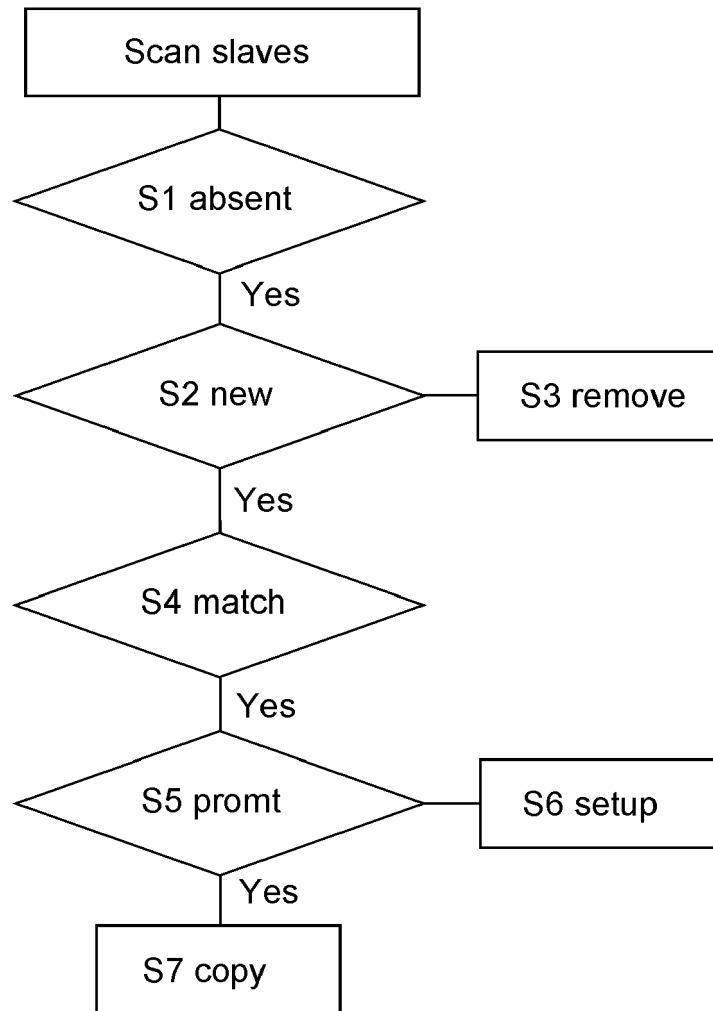 Scan slaves
S1 absent
Yes
S2 new
S3 remove
Yes
S4 match
Yes
S5 promt
S6 setup
Yes
S7 copy